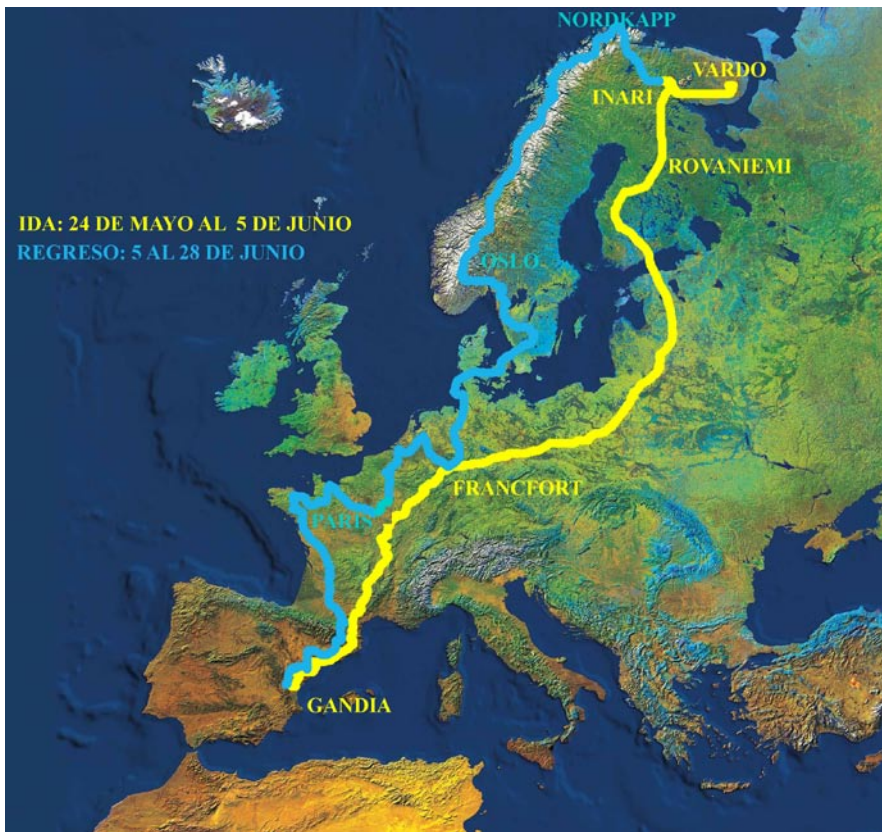 NORDKAPP
VARDO
INARI
ROVANIEMI
IDA: 24 DE MAYO AL 5 DE JUNIO
REGRESO: 5 AL 28 DE JUNIO
OSLO
FRANCFORT
PARIS
GANDIA